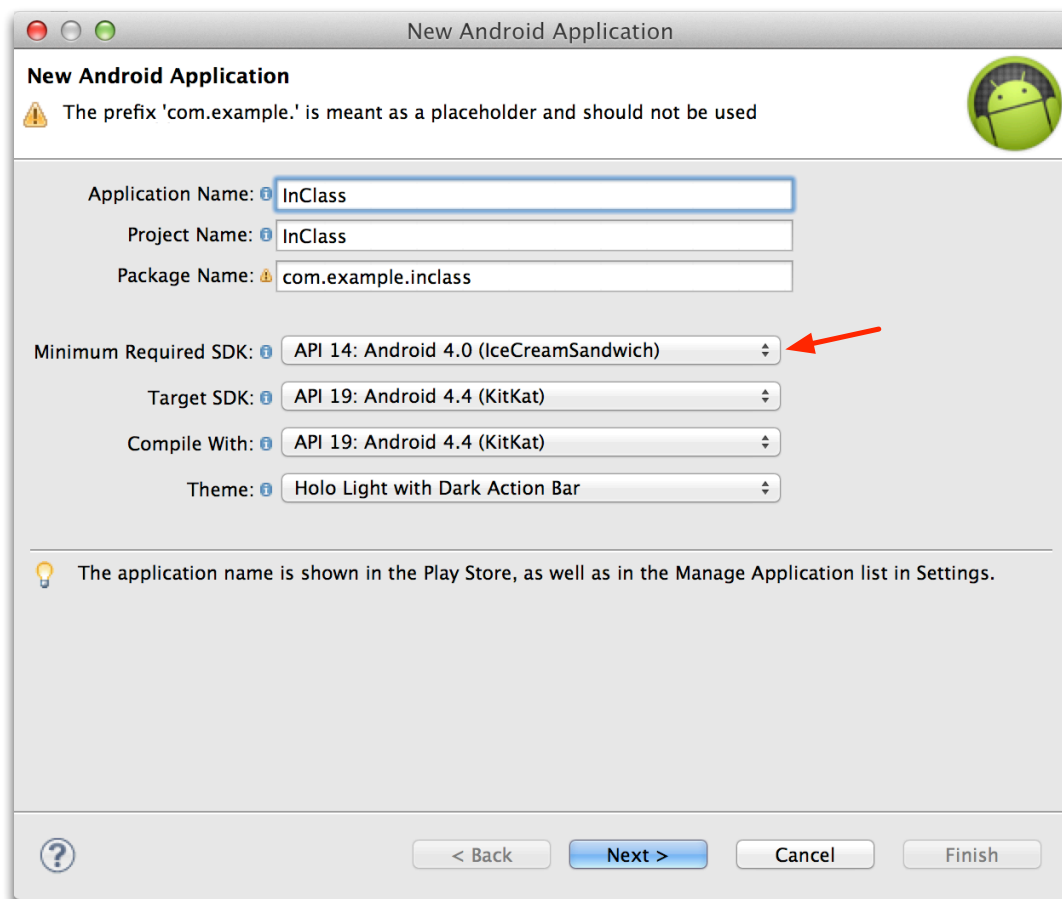 New Android Application
New Android Application
The prefix 'com.example.' is meant as a placeholder and should not be used
Application Name: InClass
Project Name: InClass
Package Name: com.example.inclass
Minimum Required SDK: API 14: Android 4.0 (IceCreamSandwich)
Target SDK: API 19: Android 4.4 (KitKat)
Compile With: API 19: Android 4.4 (KitKat)
Theme: Holo Light with Dark Action Bar
The application name is shown in the Play Store, as well as in the Manage Application list in Settings.
? < Back Next > Cancel Finish